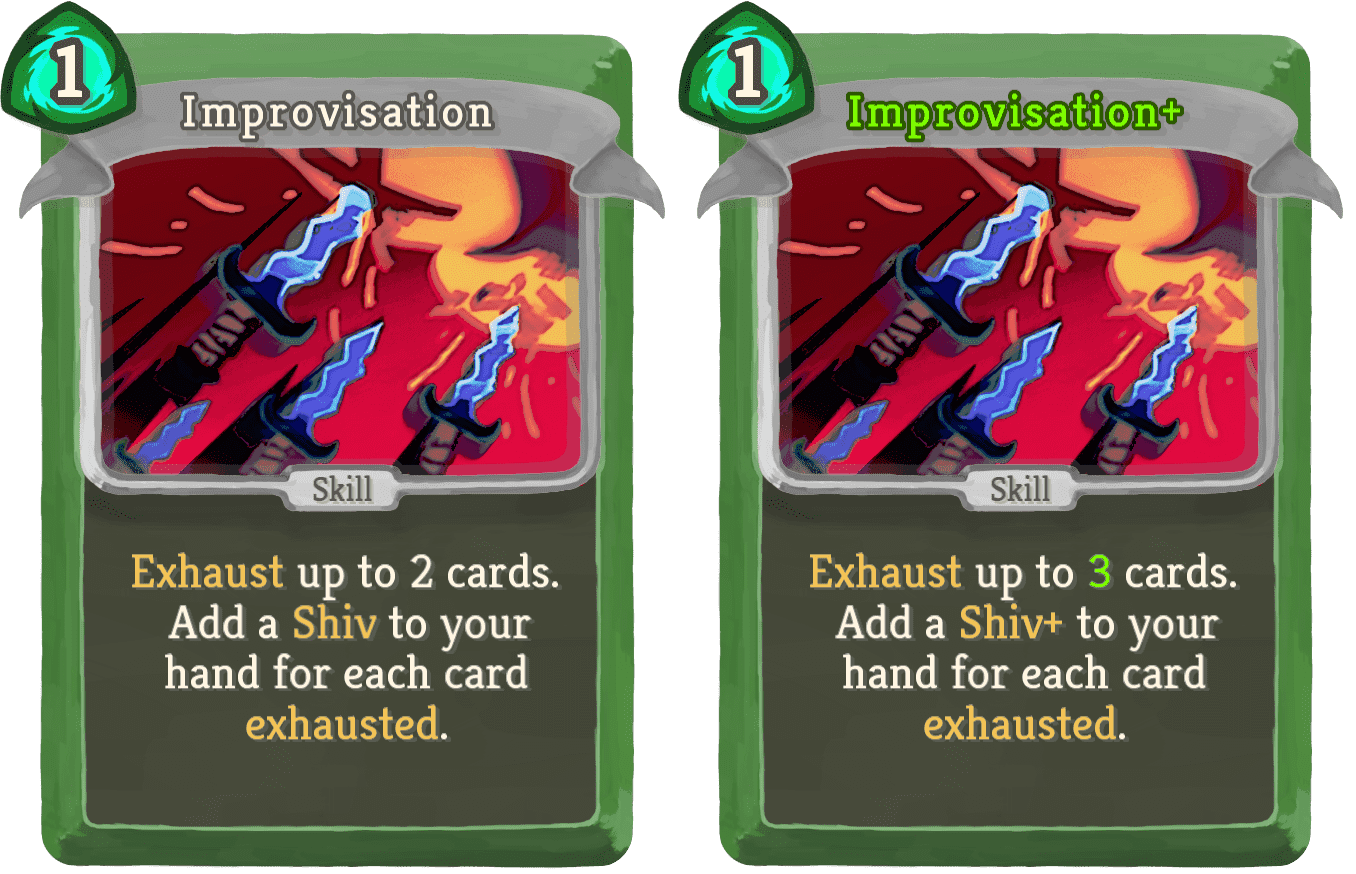 1
Improvisation
Skill
Exhaust up to 2 cards.
Add a Shiv to your
hand for each card
exhausted.
1
Improvisation+
Skill
Exhaust up to 3 cards.
Add a Shiv+ to your
hand for each card
exhausted.